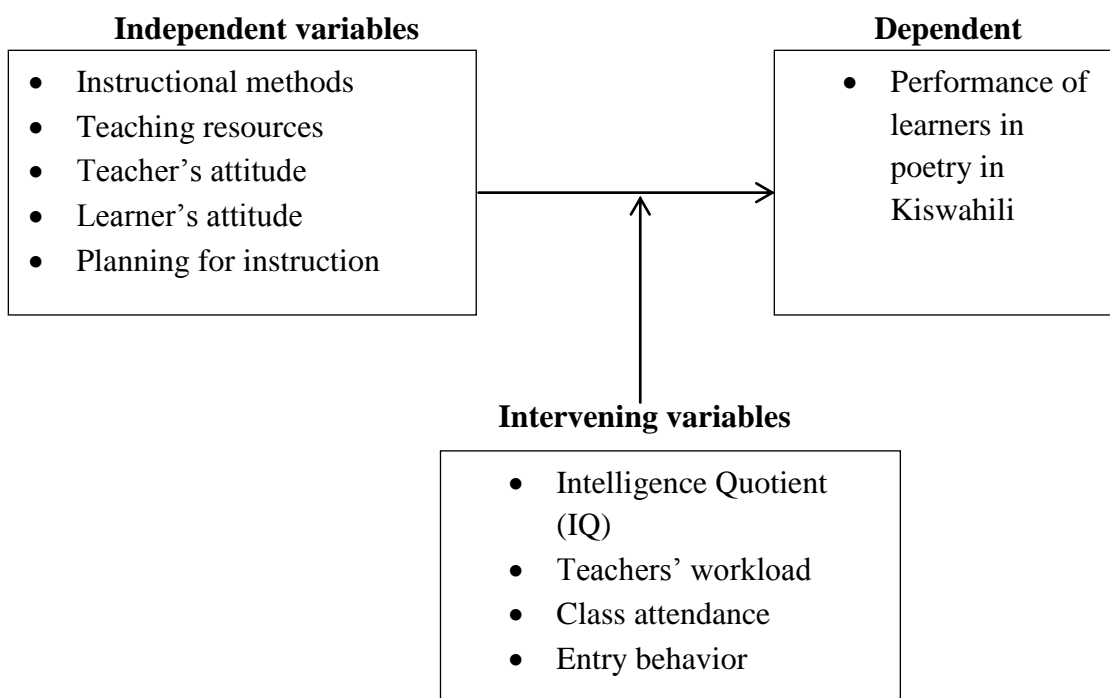 Independent variables
• Instructional methods
• Teaching resources
• Teacher’s attitude
• Learner’s attitude
• Planning for instruction
Dependent
• Performance of
learners in
poetry in
Kiswahili
Intervening variables
• Intelligence Quotient
(IQ)
• Teachers’ workload
• Class attendance
• Entry behavior